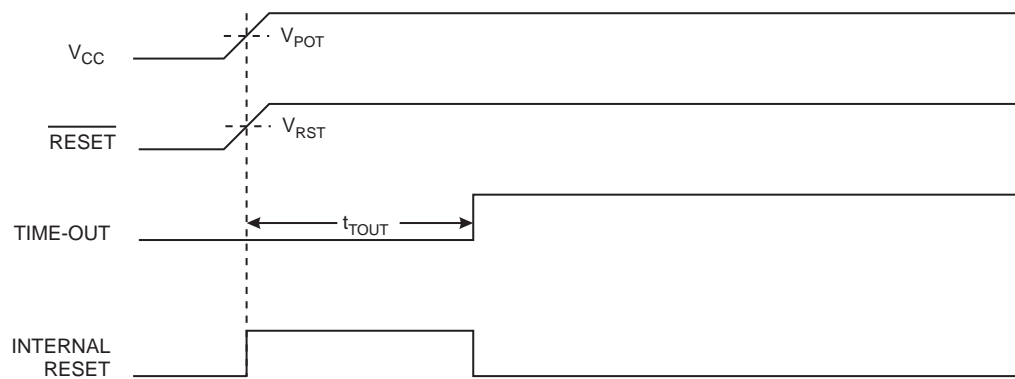 VCC
VPOT
RESET
VRST
TIME-OUT
tTOUT
INTERNAL
RESET